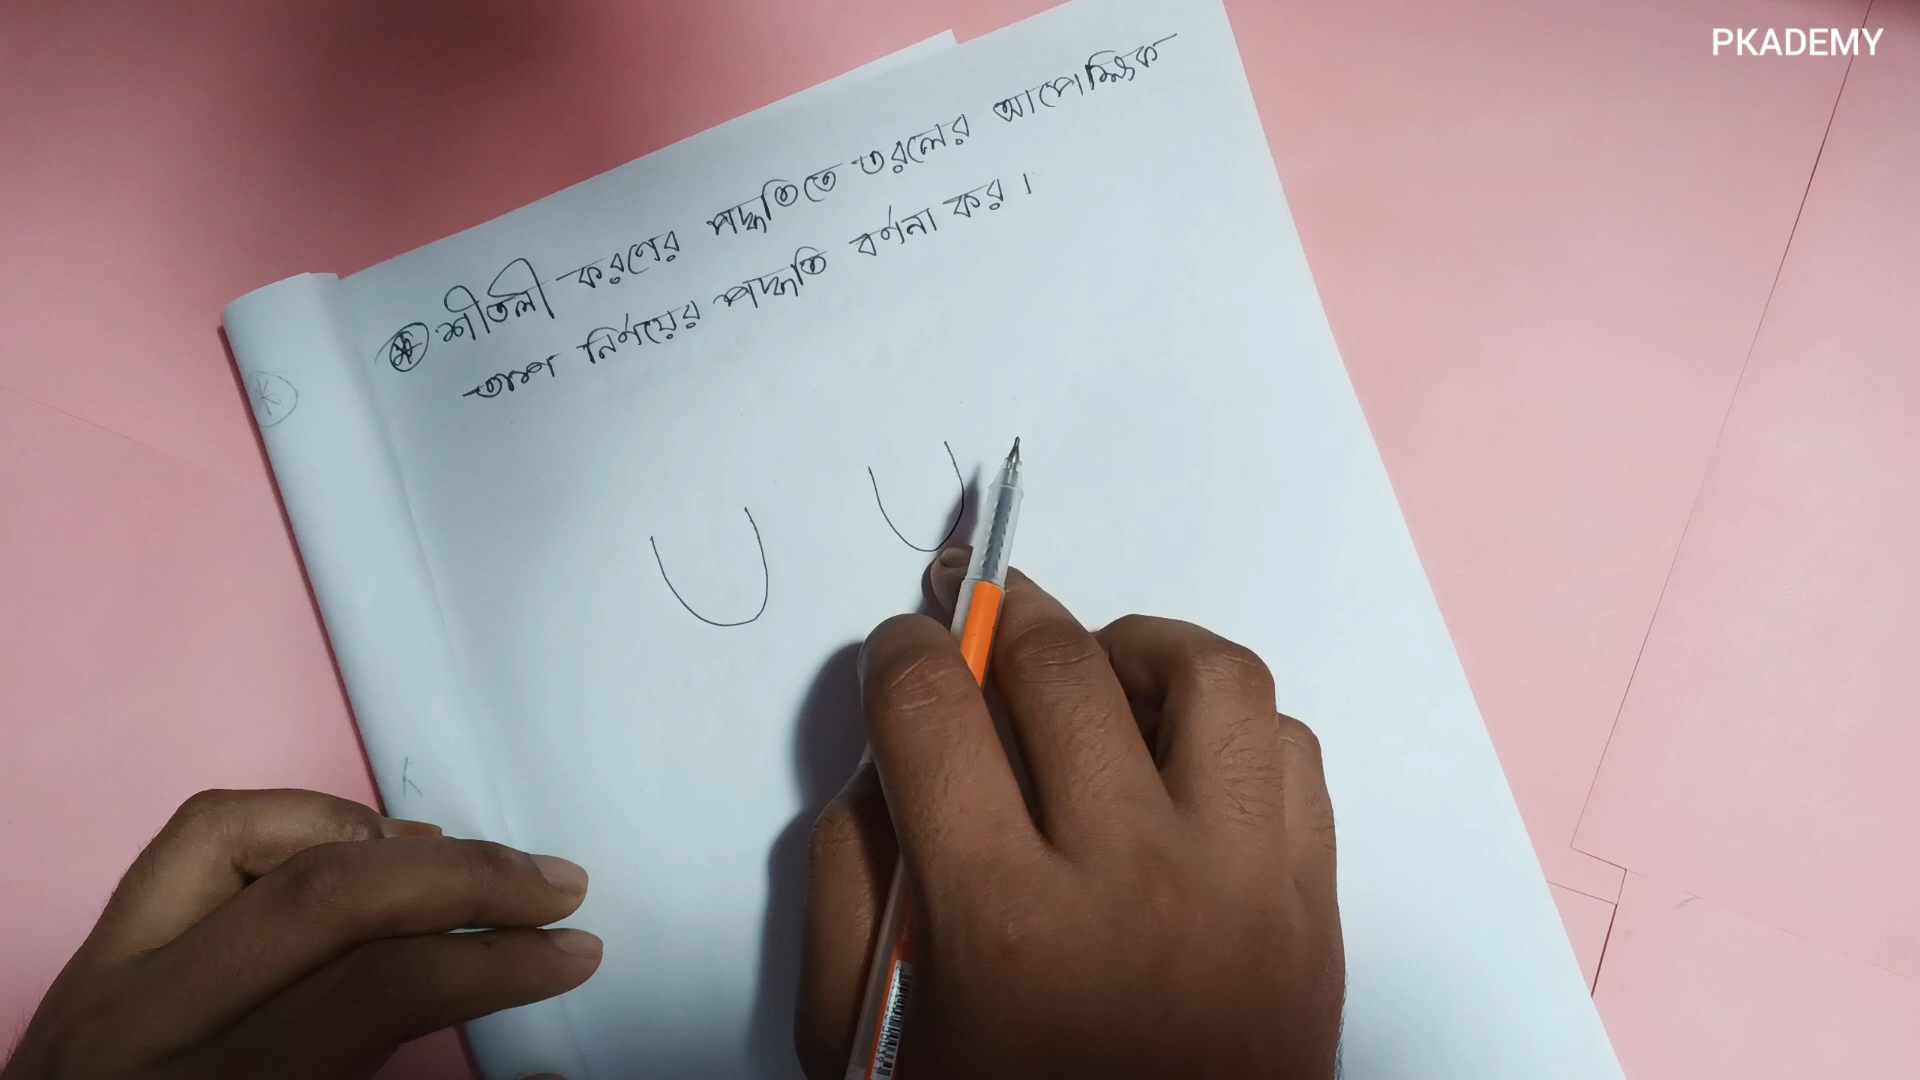 PKADEMY
শীতলী করণের পদ্ধতিতে তরলের আপেক্ষিক
তাপ নির্ণয়ের পদ্ধতি বর্ণনা কর।